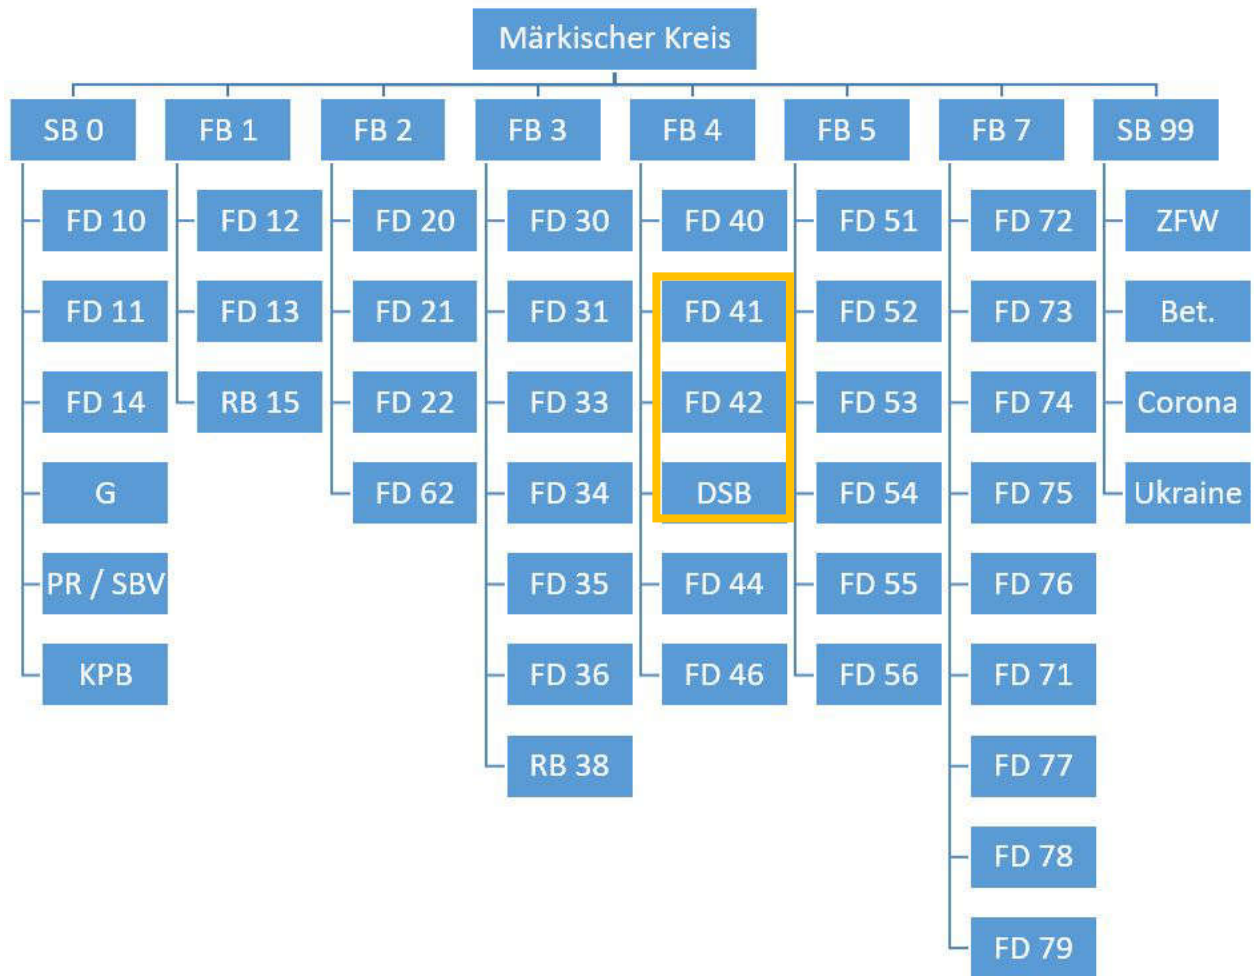 Märkischer Kreis
SB 0
FB 1
FB 2
FB 3
FB 4
FB 5
FB 7
SB 99
FD 10
FD 12
FD 20
FD 30
FD 40
FD 51
FD 72
ZFW
FD 11
FD 13
FD 21
FD 31
FD 41
FD 52
FD 73
Bet.
FD 14
RB 15
FD 22
FD 33
FD 42
FD 53
FD 74
Corona
G
FD 62
FD 34
DSB
FD 54
FD 75
Ukraine
PR / SBV
FD 35
FD 44
FD 55
FD 76
KPB
FD 36
FD 46
FD 56
FD 71
RB 38
FD 77
FD 78
FD 79